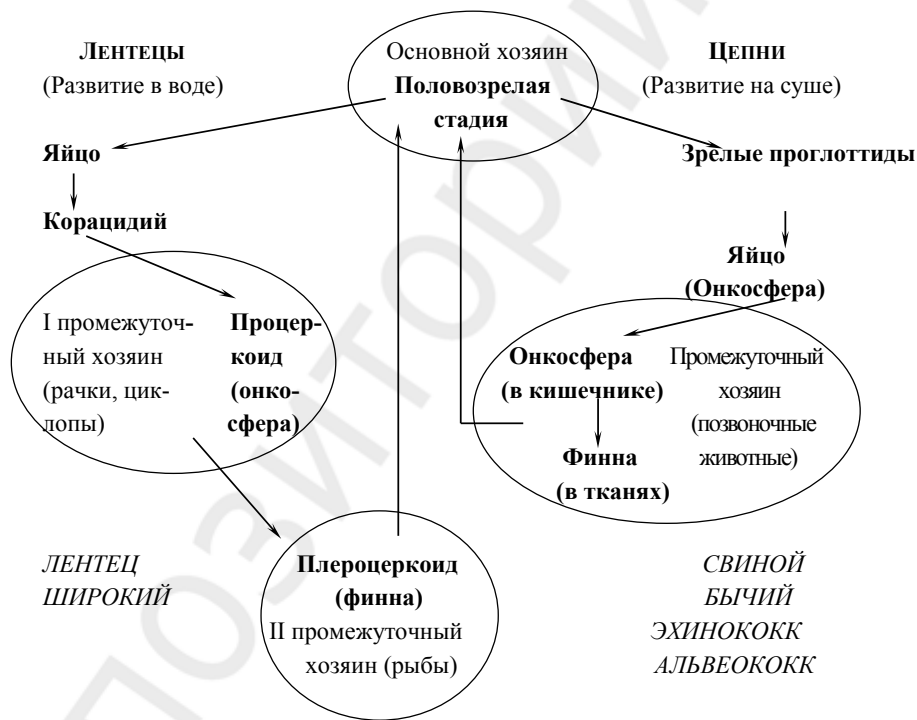 ЛЕНТЕЦЫ
(Развитие в воде)
Основной хозяин
Половозрелая
стадия
ЦЕПНИ
(Развитие на суше)
Яйцо
Корацидий
Зрелые проглоттиды
Яйцо
(Онкосфера)
I промежуточ-
ный хозяин
(рачки, цик-
лопы)
Процер-
коид
(онко-
сфера)
Онкосфера
(в кишечнике)
Финна
(в тканях)
Промежуточный
хозяин
(позвоночные
животные)
Плероцеркоид
(финна)
II промежуточный
хозяин (рыбы)
ЛЕНТЕЦ
ШИРОКИЙ
СВИНОЙ
БЫЧИЙ
ЭХИНОКОКК
АЛЬВЕОКОКК